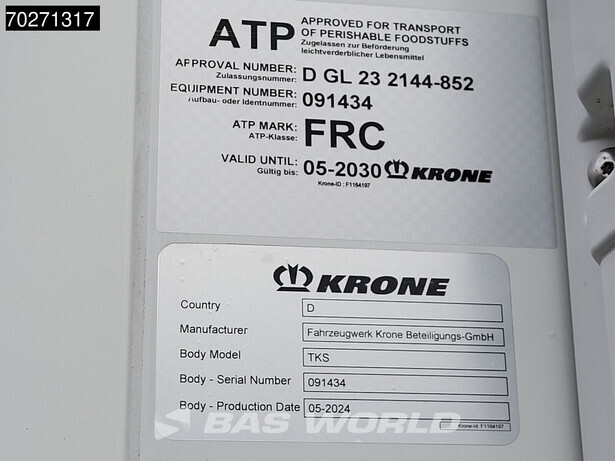 70271317
ATP APPROVED FOR TRANSPORT
OF PERISHABLE FOODSTUFFS
Zugelassen zur Beförderung
leichtverderblicher Lebensmittel
APPROVAL NUMBER: D GL 23 2144-852
Zulassungsnummer:
EQUIPMENT NUMBER: 091434
Aufbau- oder Identnummer:
ATP MARK: FRC
ATP-Klasse:
VALID UNTIL: 05-2030 KRONE
Gültig bis:
Krone-ID : F1164197
KRONE
Country D
Manufacturer Fahrzeugwerk Krone Beteiligungs-GmbH
Body Model TKS
Body - Serial Number 091434
Body - Production Date 05-2024
Krone-Id: F1164197
BAS WORLD